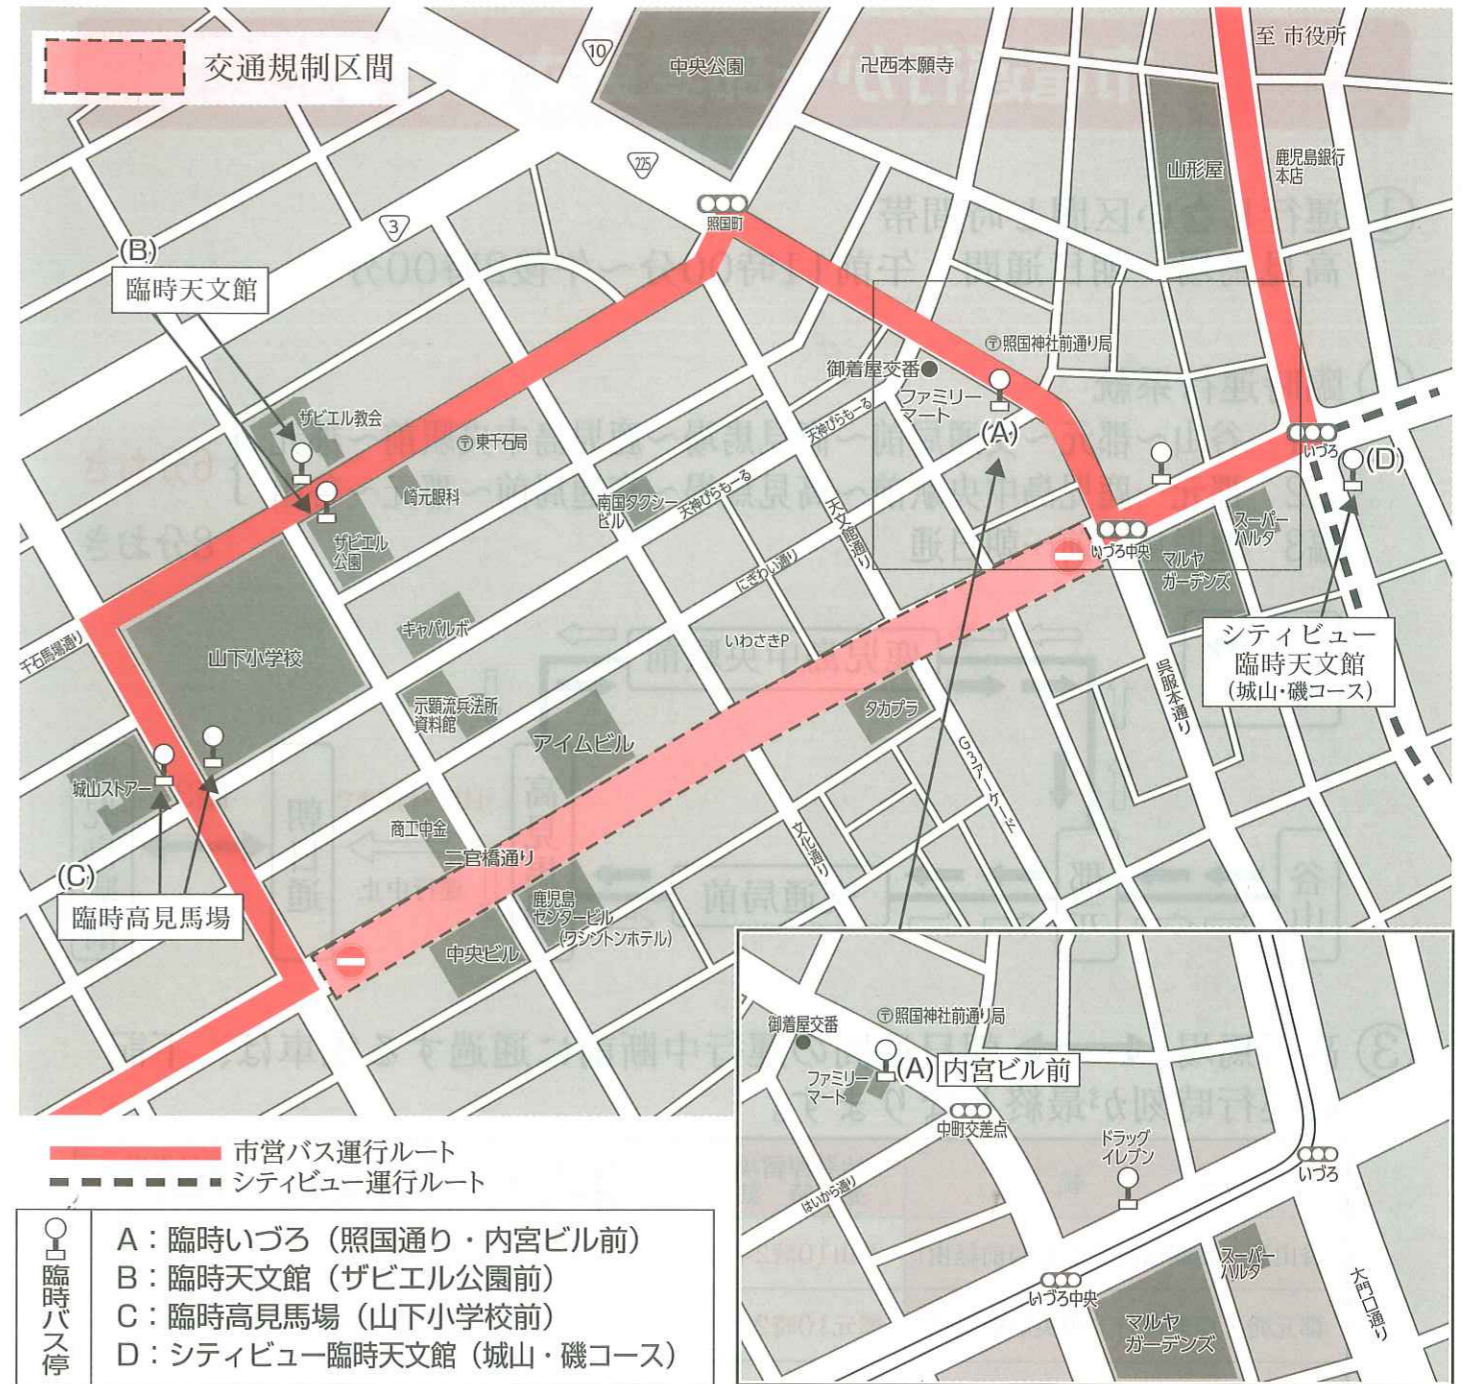 交通規制区間
10
中央公園
卍西本願寺
至 市役所
225
山形屋
鹿児島銀行
本店
3
照国町
(B)
臨時天文館
〒照国神社前通り局
御着屋交番
ファミリー
マート
(A)
ザビエル教会
〒東千石局
天神ぴらもーる
いづろ
(D)
崎元眼科
南国タクシー
ビル
天神ぴらもーる
天文館通り
スーパー
ハルタ
ザビエル
公園
いづろ中央
マルヤ
ガーデンズ
にぎわい通り
千石馬場通り
キャパルボ
いわさきP
シティビュー
臨時天文館
(城山・磯コース)
山下小学校
呉服本通り
示顕流兵法所
資料館
タカプラ
アイムビル
G3アーケード
城山ストアー
商工中金
二官橋通り
文化通り
(C)
臨時高見馬場
鹿児島
センタービル
(ワシントンホテル)
中央ビル
御着屋交番
〒照国神社前通り局
ファミリー
マート
(A)内宮ビル前
中町交差点
ドラッグ
イレブン
いづろ
はいから通り
スーパー
ハルタ
いづろ中央
大門口通り
マルヤ
ガーデンズ
市営バス運行ルート
シティビュー運行ルート
臨時バス停
A：臨時いづろ（照国通り・内宮ビル前）
B：臨時天文館（ザビエル公園前）
C：臨時高見馬場（山下小学校前）
D：シティビュー臨時天文館（城山・磯コース）